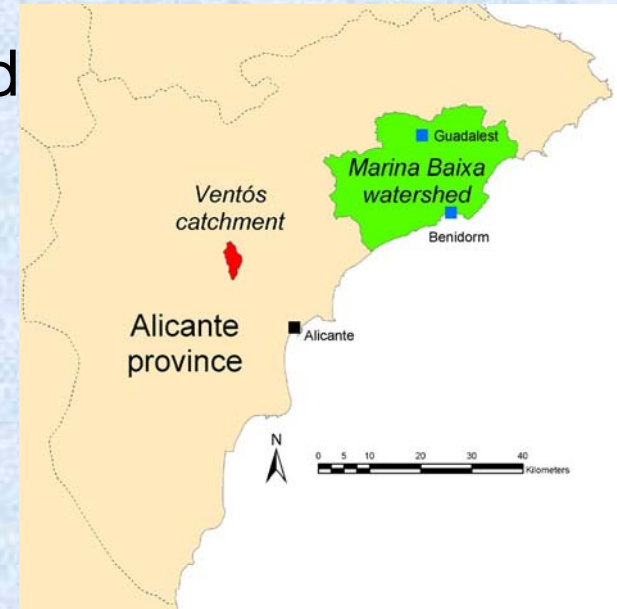 d
Guadalest
Marina Baixa
watershed
Ventós
catchment
Benidorm
Alicante
province
Alicante
N
0 5 10 20 30 40
Kilometers